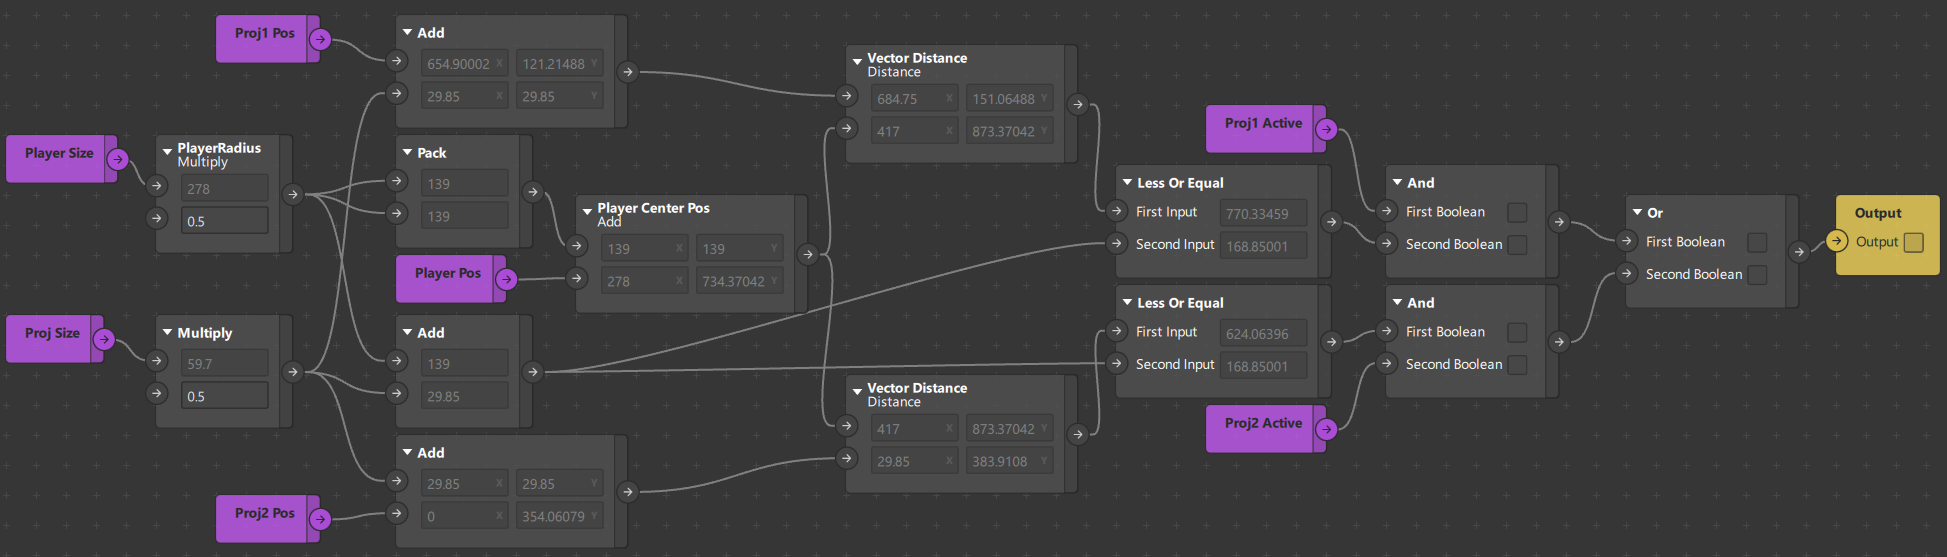 Proj1 Pos
Add
654.90002 X 121.21488 Y
29.85 X 29.85 Y
Vector Distance
Distance
684.75 X 151.06488 Y
417 X 873.37042 Y
Proj1 Active
Player Size
PlayerRadius
Multiply
278
0.5
Pack
139
139
Player Center Pos
Add
139 X 139 Y
278 X 734.37042 Y
Player Pos
Less Or Equal
First Input 770.33459
Second Input 168.85001
And
First Boolean
Second Boolean
Or
First Boolean
Second Boolean
Output
Output
Proj Size
Multiply
59.7
0.5
Add
139
29.85
Less Or Equal
First Input 624.06396
Second Input 168.85001
And
First Boolean
Second Boolean
Vector Distance
Distance
417 X 873.37042 Y
29.85 X 383.9108 Y
Proj2 Active
Add
29.85 X 29.85 Y
0 X 354.06079 Y
Proj2 Pos